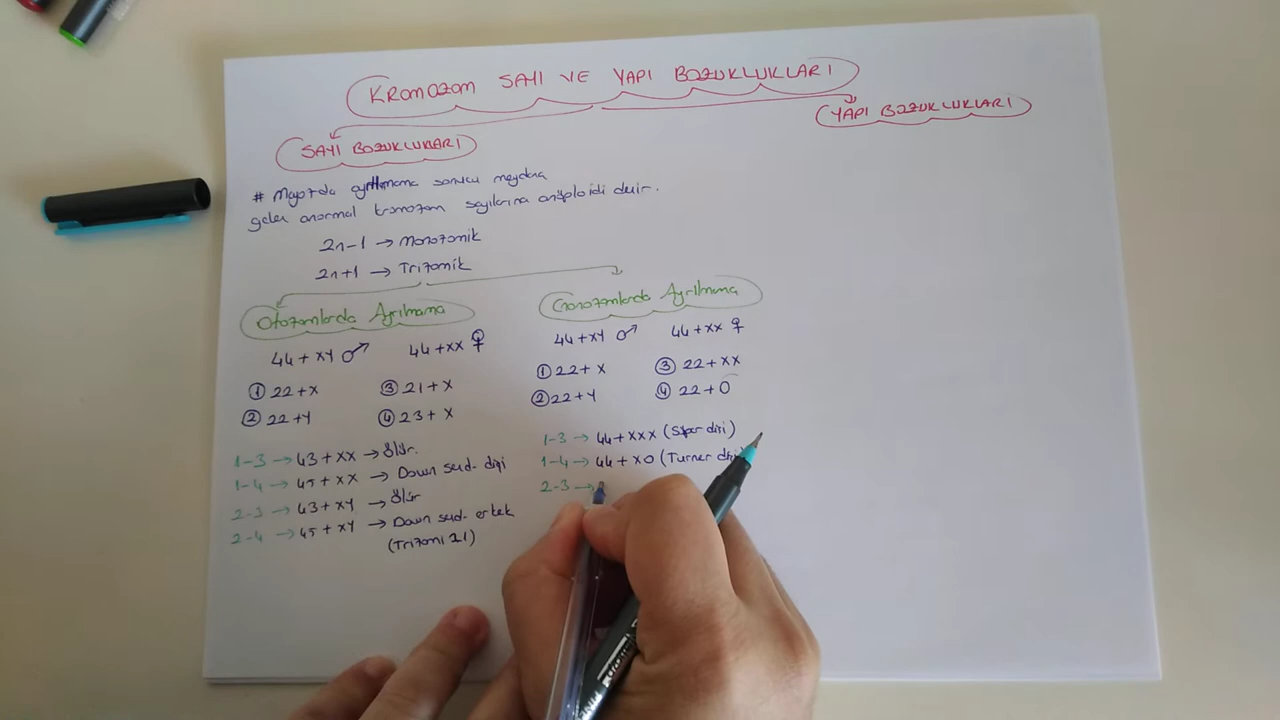 KROMOZOM SAYI VE YAPI BOZUKLUKLARI
SAYI BOZUKLUKLARI
YAPI BOZUKLUKLARI
# Mayozda ayrılmama sonucu meydana
gelen anormal kromozom sayılarına anöploidi denir.
2n-1 → Monozomik
2n+1 → Trizomik
Otozomlarda Ayrılmama
44+XY ♂ 44+XX ♀
① 22+X ③ 21+X
② 22+Y ④ 23+X
1-3 → 43+XX → Ölür.
1-4 → 45+XX → Down send. dişi
2-3 → 43+XY → Ölür
2-4 → 45+XY → Down send. erkek
(Trizomi 21)
Gonozomlarda Ayrılmama
44+XY ♂ 44+XX ♀
① 22+X ③ 22+XX
② 22+Y ④ 22+0
1-3 → 44+XXX (Süper dişi)
1-4 → 44+X0 (Turner dişi
2-3 →